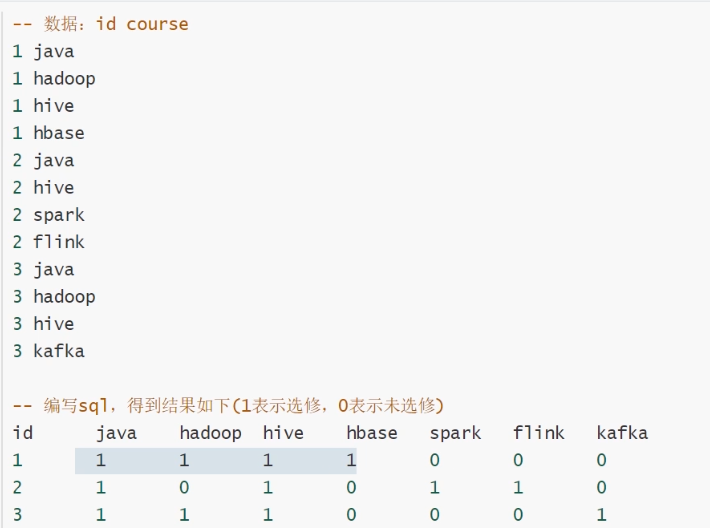 -- 数据：id course
1 java
1 hadoop
1 hive
1 hbase
2 java
2 hive
2 spark
2 flink
3 java
3 hadoop
3 hive
3 kafka
-- 编写sql，得到结果如下(1表示选修，0表示未选修)
id java hadoop hive hbase spark flink kafka
1 1 1 1 1 0 0 0
2 1 0 1 0 1 1 0
3 1 1 1 0 0 0 1